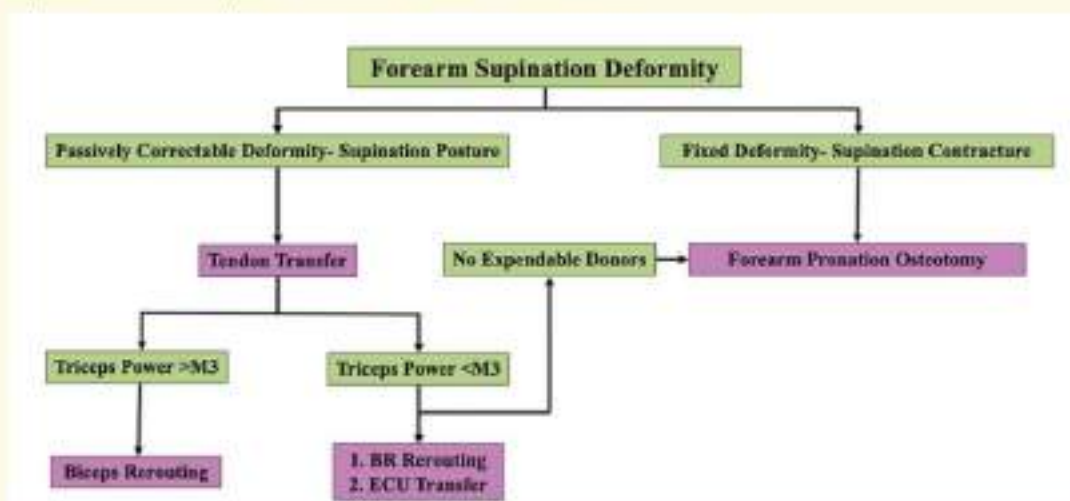 Forearm Supination Deformity
Passively Correctable Deformity- Supination Posture
Fixed Deformity- Supination Contracture
Tendon Transfer
No Expendable Donors
Forearm Pronation Osteotomy
Triceps Power >M3
Triceps Power <M3
Biceps Rerouting
1. BR Rerouting
2. ECU Transfer